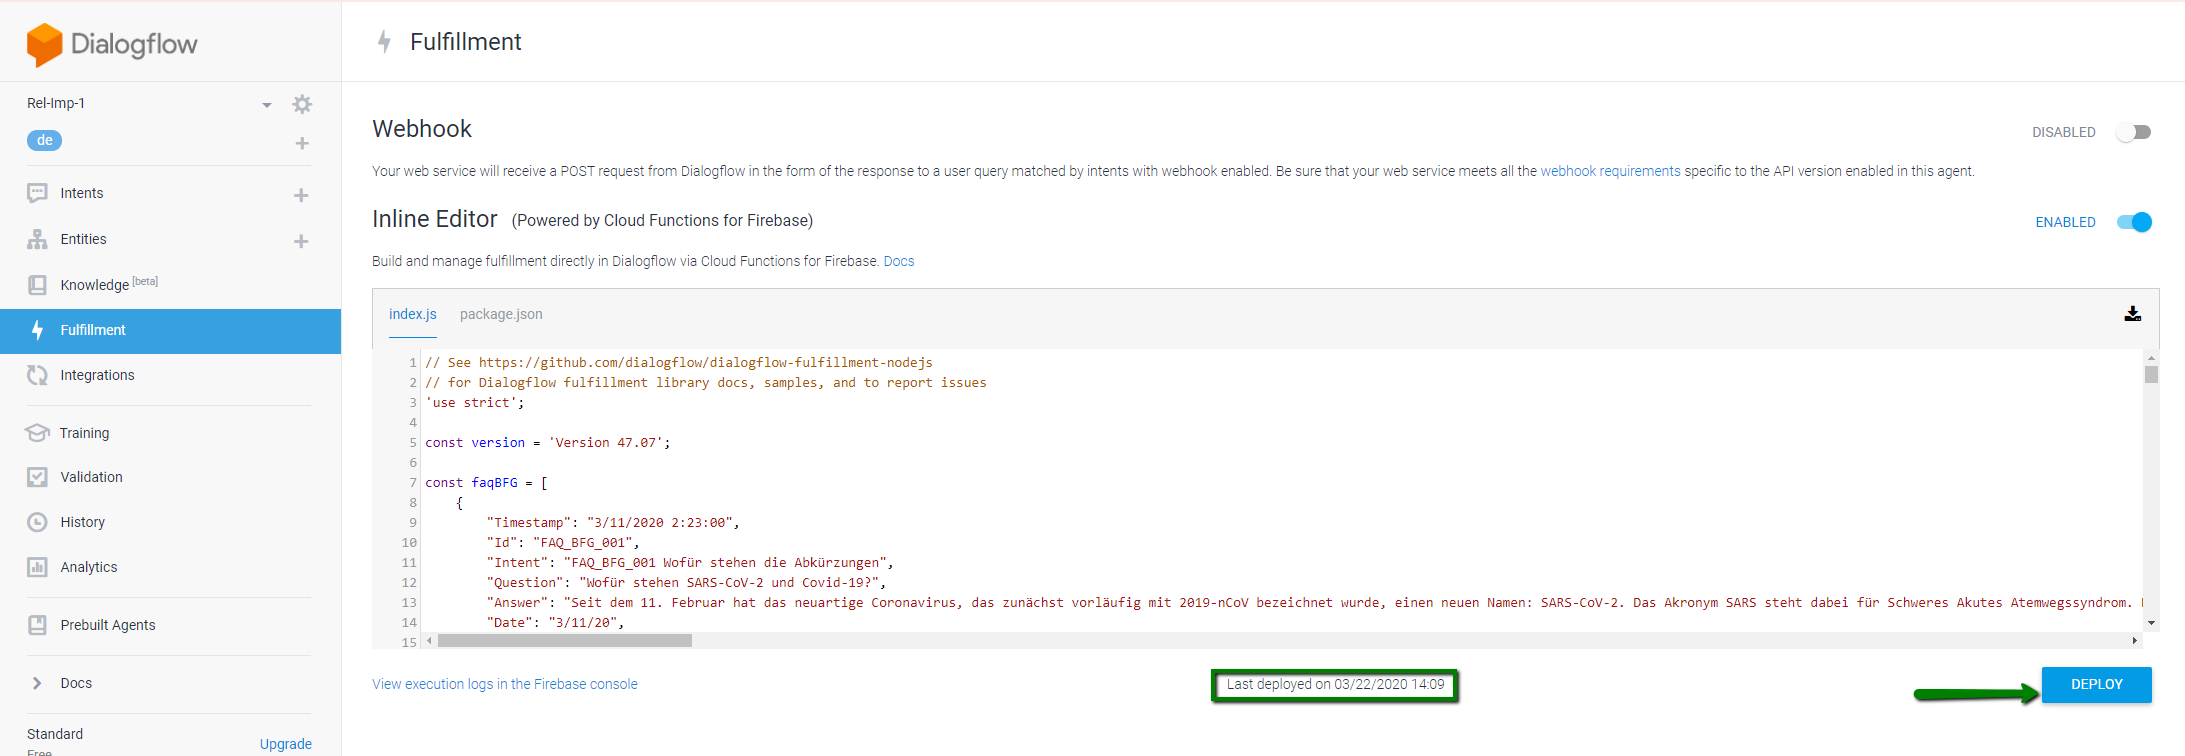 Dialogflow
Rel-Imp-1
de
Intents
Entities
Knowledge [beta]
Fulfillment
Integrations
Training
Validation
History
Analytics
Prebuilt Agents
Docs
Standard
Free
Upgrade
Fulfillment
Webhook
DISABLED
Your web service will receive a POST request from Dialogflow in the form of the response to a user query matched by intents with webhook enabled. Be sure that your web service meets all the webhook requirements specific to the API version enabled in this agent.
Inline Editor (Powered by Cloud Functions for Firebase)
ENABLED
Build and manage fulfillment directly in Dialogflow via Cloud Functions for Firebase. Docs
index.js package.json
1 // See https://github.com/dialogflow/dialogflow-fulfillment-nodejs
2 // for Dialogflow fulfillment library docs, samples, and to report issues
3 'use strict';
4
5 const version = 'Version 47.07';
6
7 const faqBFG = [
8 {
9 "Timestamp": "3/11/2020 2:23:00",
10 "Id": "FAQ_BFG_001",
11 "Intent": "FAQ_BFG_001 Wofür stehen die Abkürzungen",
12 "Question": "Wofür stehen SARS-CoV-2 und Covid-19?",
13 "Answer": "Seit dem 11. Februar hat das neuartige Coronavirus, das zunächst vorläufig mit 2019-nCoV bezeichnet wurde, einen neuen Namen: SARS-CoV-2. Das Akronym SARS steht dabei für Schweres Akutes Atemwegssyndrom.
14 "Date": "3/11/20",
15
View execution logs in the Firebase console
Last deployed on 03/22/2020 14:09
DEPLOY